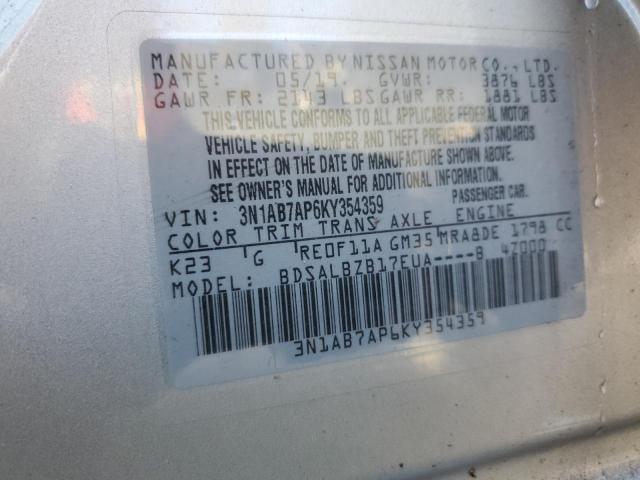 MANUFACTURED BY NISSAN MOTOR CO., LTD.
DATE: 05/19 GVWR: 3876 LBS
GAWR FR: 2143 LBS GAWR RR: 1881 LBS
THIS VEHICLE CONFORMS TO ALL APPLICABLE FEDERAL MOTOR
VEHICLE SAFETY, BUMPER AND THEFT PREVENTION STANDARDS
IN EFFECT ON THE DATE OF MANUFACTURE SHOWN ABOVE.
SEE OWNER'S MANUAL FOR ADDITIONAL INFORMATION.
VIN: 3N1AB7AP6KY354359 PASSENGER CAR.
COLOR TRIM TRANS AXLE ENGINE
K23 G RE0F11A GM35 MRA8DE 1798 CC
MODEL: BDSALBZB17EUA----B 4Z000
3N1AB7AP6KY354359